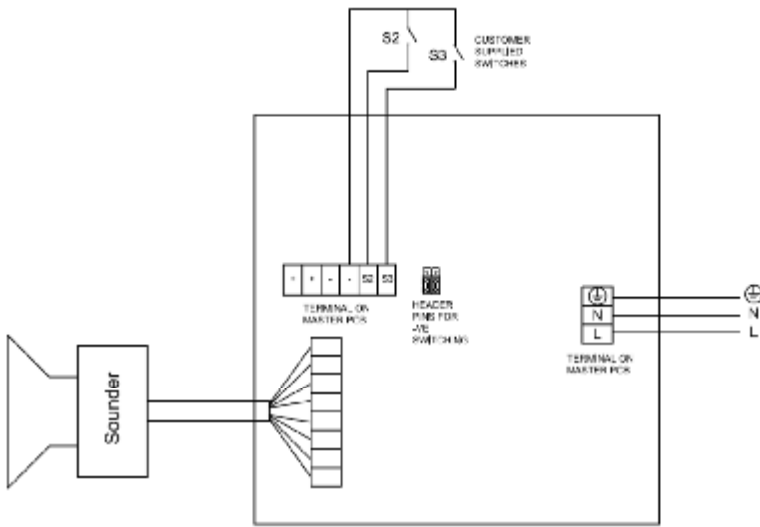 S2
S3
CUSTOMER
SUPPLIED
SWITCHES
+ + - - S2 S3
TERMINAL ON
MASTER PCB
HEADER
PINS FOR
-VE
SWITCHING
N
L
TERMINAL ON
MASTER PCB
N
L
Sounder